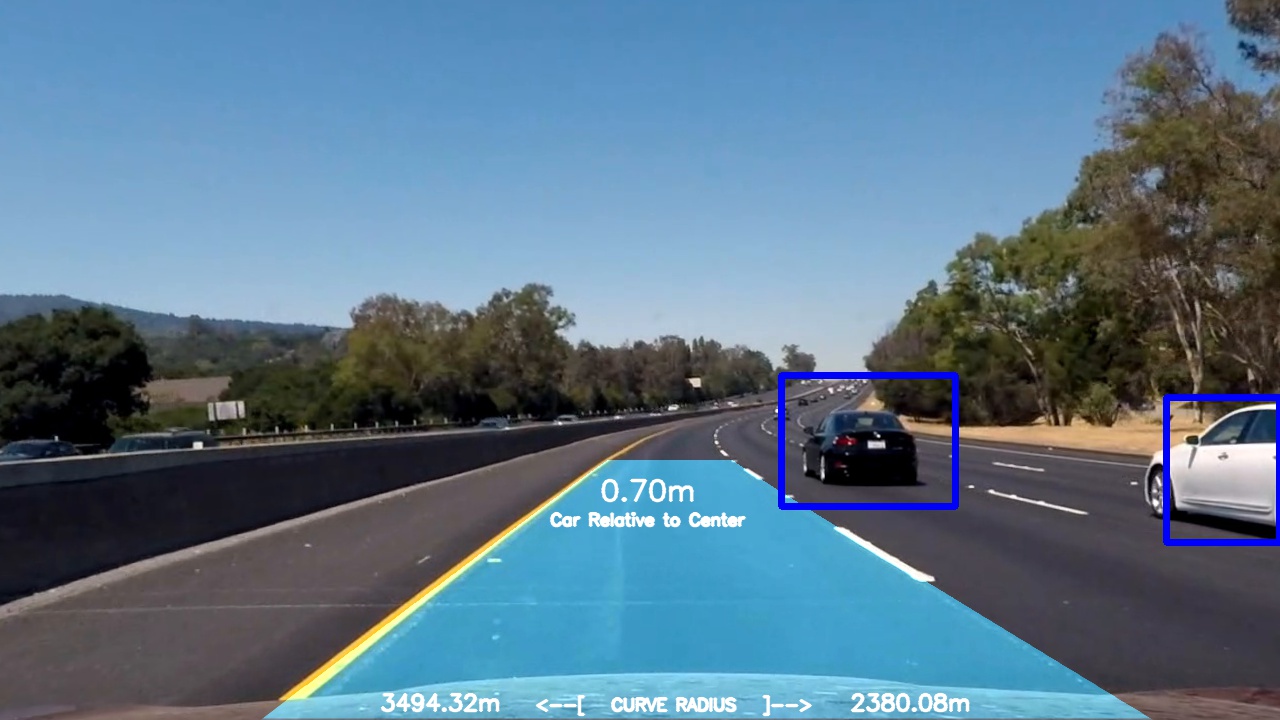 0.70m
Car Relative to Center
3494.32m <--[ CURVE RADIUS ]--> 2380.08m